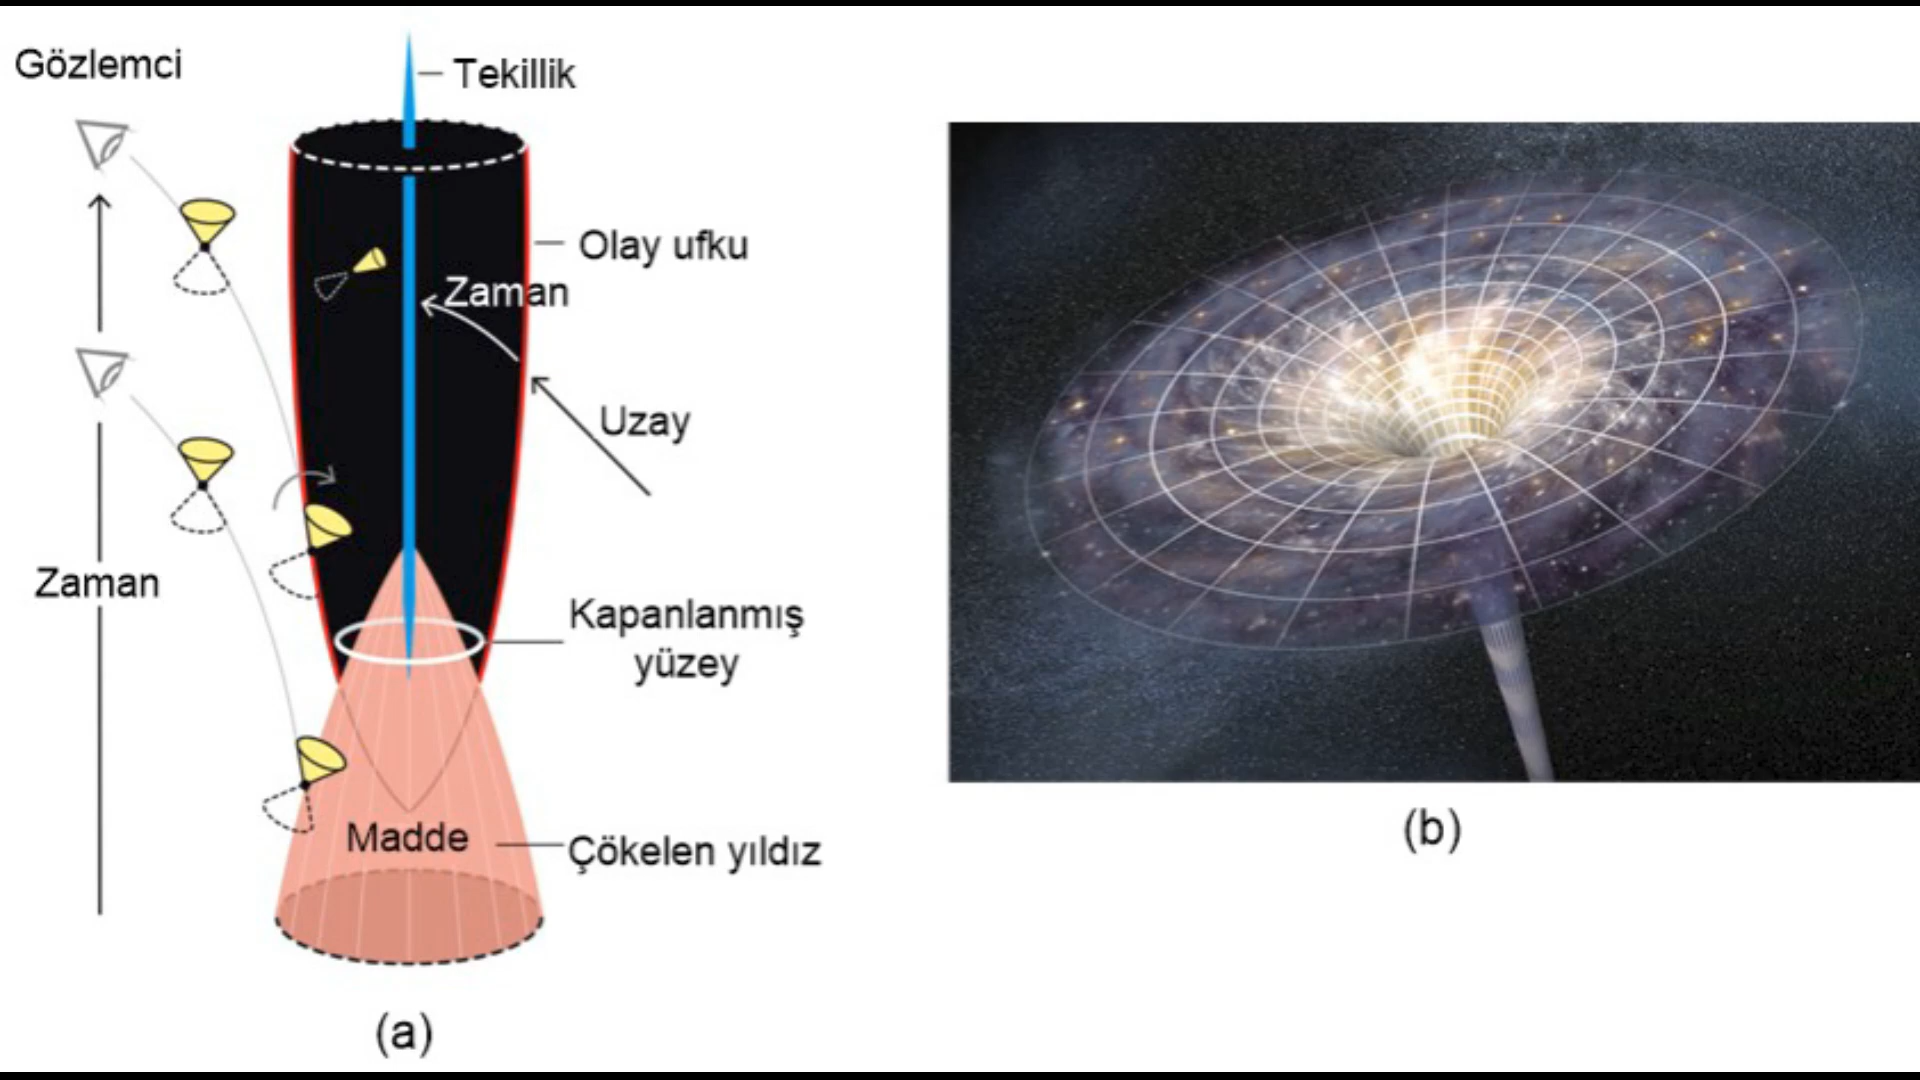 Gözlemci
Tekillik
Olay ufku
Zaman
Uzay
Zaman
Kapanlanmış
yüzey
Madde
Çökelen yıldız
(a)
(b)